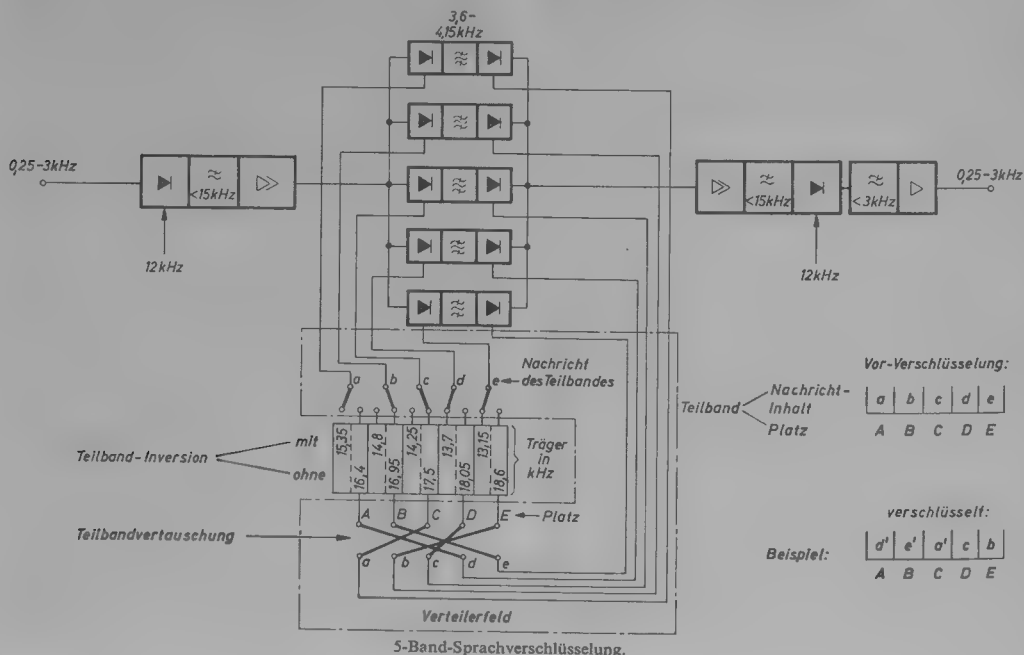 3,6-
4,15kHz
0,25-3kHz
<15kHz
12kHz
<15kHz
<3kHz
0,25-3kHz
12kHz
a b c d e
Nachricht
des Teilbandes
Teilband-Inversion
mit
ohne
15,35 14,8 14,25 13,7 13,15
16,4 16,95 17,5 18,05 18,6
Träger
in
kHz
A B C D E
Platz
Teilbandvertauschung
a b c d e
Verteilerfeld
Vor-Verschlüsselung:
Teilband
Nachricht-
Inhalt
Platz
a b c d e
A B C D E
verschlüsselt:
Beispiel:
d' e' a' c b
A B C D E
5-Band-Sprachverschlüsselung.